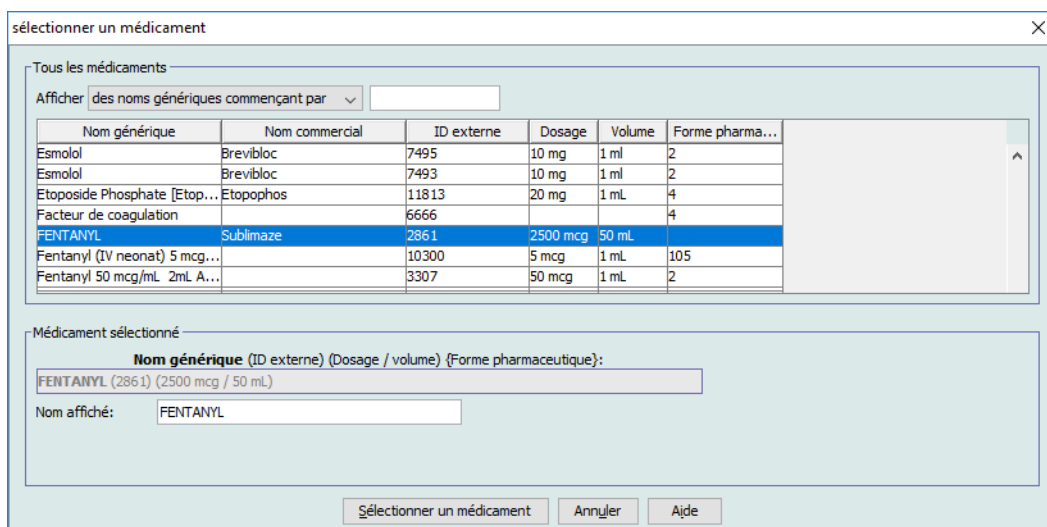 sélectionner un médicament
Tous les médicaments
Afficher des noms génériques commençant par
Nom générique Nom commercial ID externe Dosage Volume Forme pharma...
Esmolol Brevibloc 7495 10 mg 1 ml 2
Esmolol Brevibloc 7493 10 mg 1 ml 2
Etoposide Phosphate [Etop... Etopophos 11813 20 mg 1 mL 4
Facteur de coagulation 6666 4
FENTANYL Sublimaze 2861 2500 mcg 50 mL
Fentanyl (IV neonat) 5 mcg... 10300 5 mcg 1 mL 105
Fentanyl 50 mcg/mL 2mL A... 3307 50 mcg 1 mL 2
Médicament sélectionné
Nom générique (ID externe) (Dosage / volume) {Forme pharmaceutique}:
FENTANYL (2861) (2500 mcg / 50 mL)
Nom affiché: FENTANYL
Sélectionner un médicament Annuler Aide